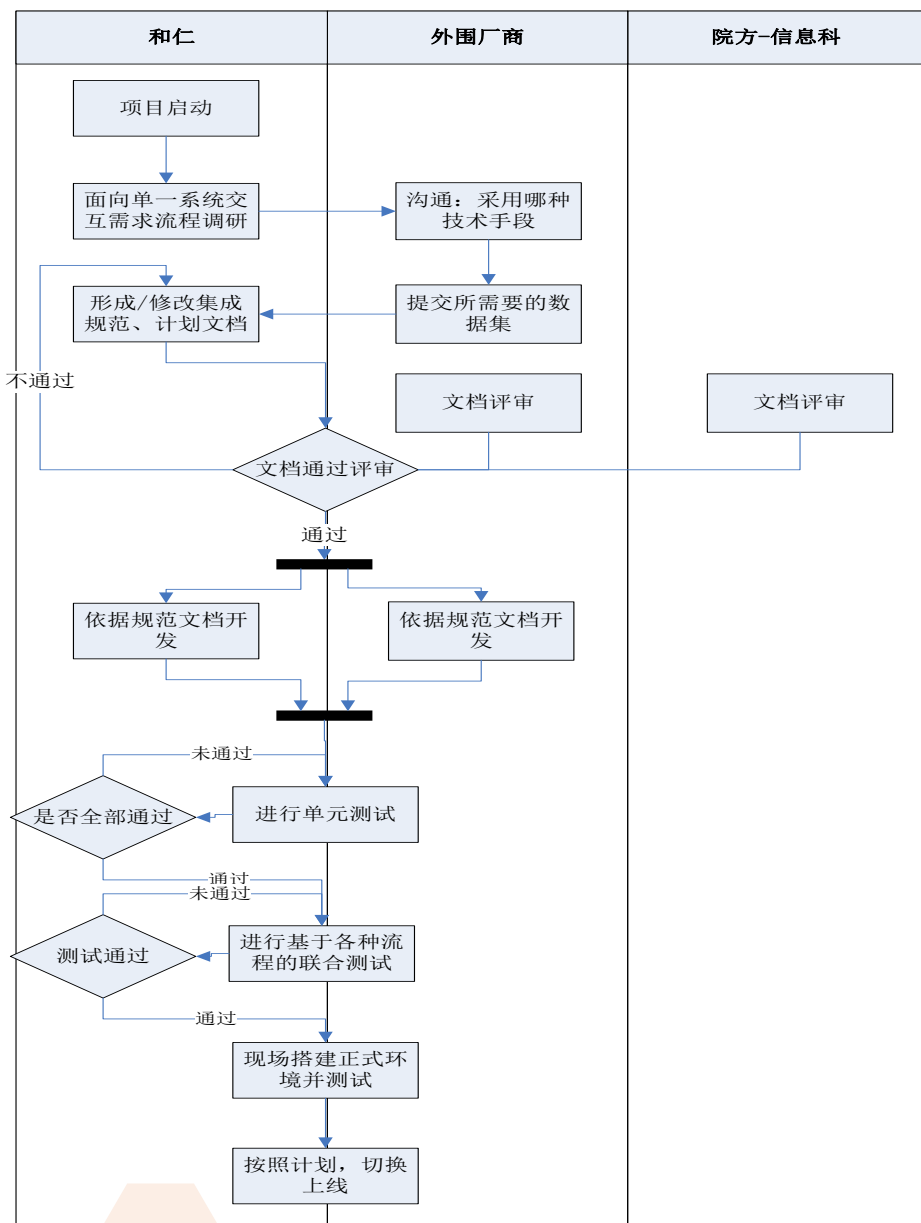 和仁
外围厂商
院方-信息科
项目启动
面向单一系统交
互需求流程调研
沟通：采用哪种
技术手段
形成/修改集成
规范、计划文档
提交所需要的数
据集
不通过
文档评审
文档评审
文档通过评审
通过
依据规范文档开
发
依据规范文档开
发
未通过
是否全部通过
进行单元测试
通过
未通过
测试通过
进行基于各种流
程的联合测试
通过
现场搭建正式环
境并测试
按照计划，切换
上线